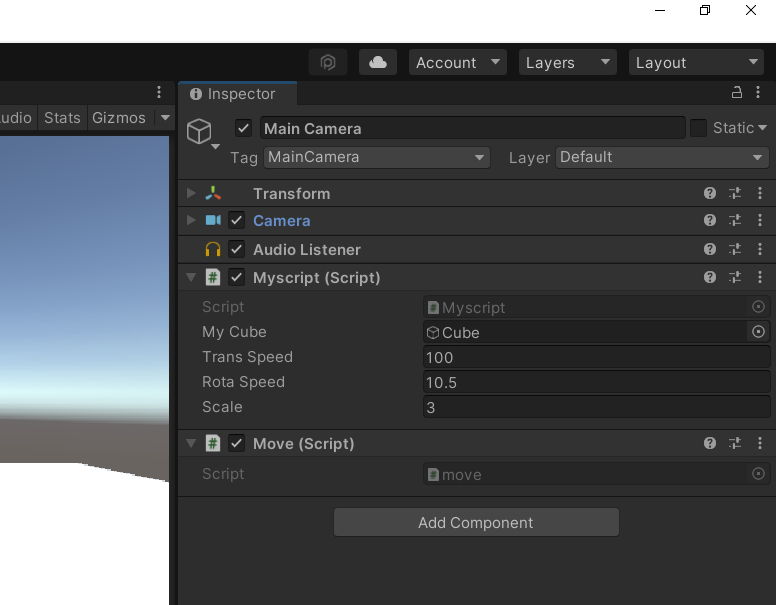 Account Layers Layout
Inspector
Stats Gizmos
Main Camera Static
Tag MainCamera Layer Default
Transform
Camera
Audio Listener
# Myscript (Script)
Script # Myscript
My Cube Cube
Trans Speed 100
Rota Speed 10.5
Scale 3
# Move (Script)
Script # move
Add Component